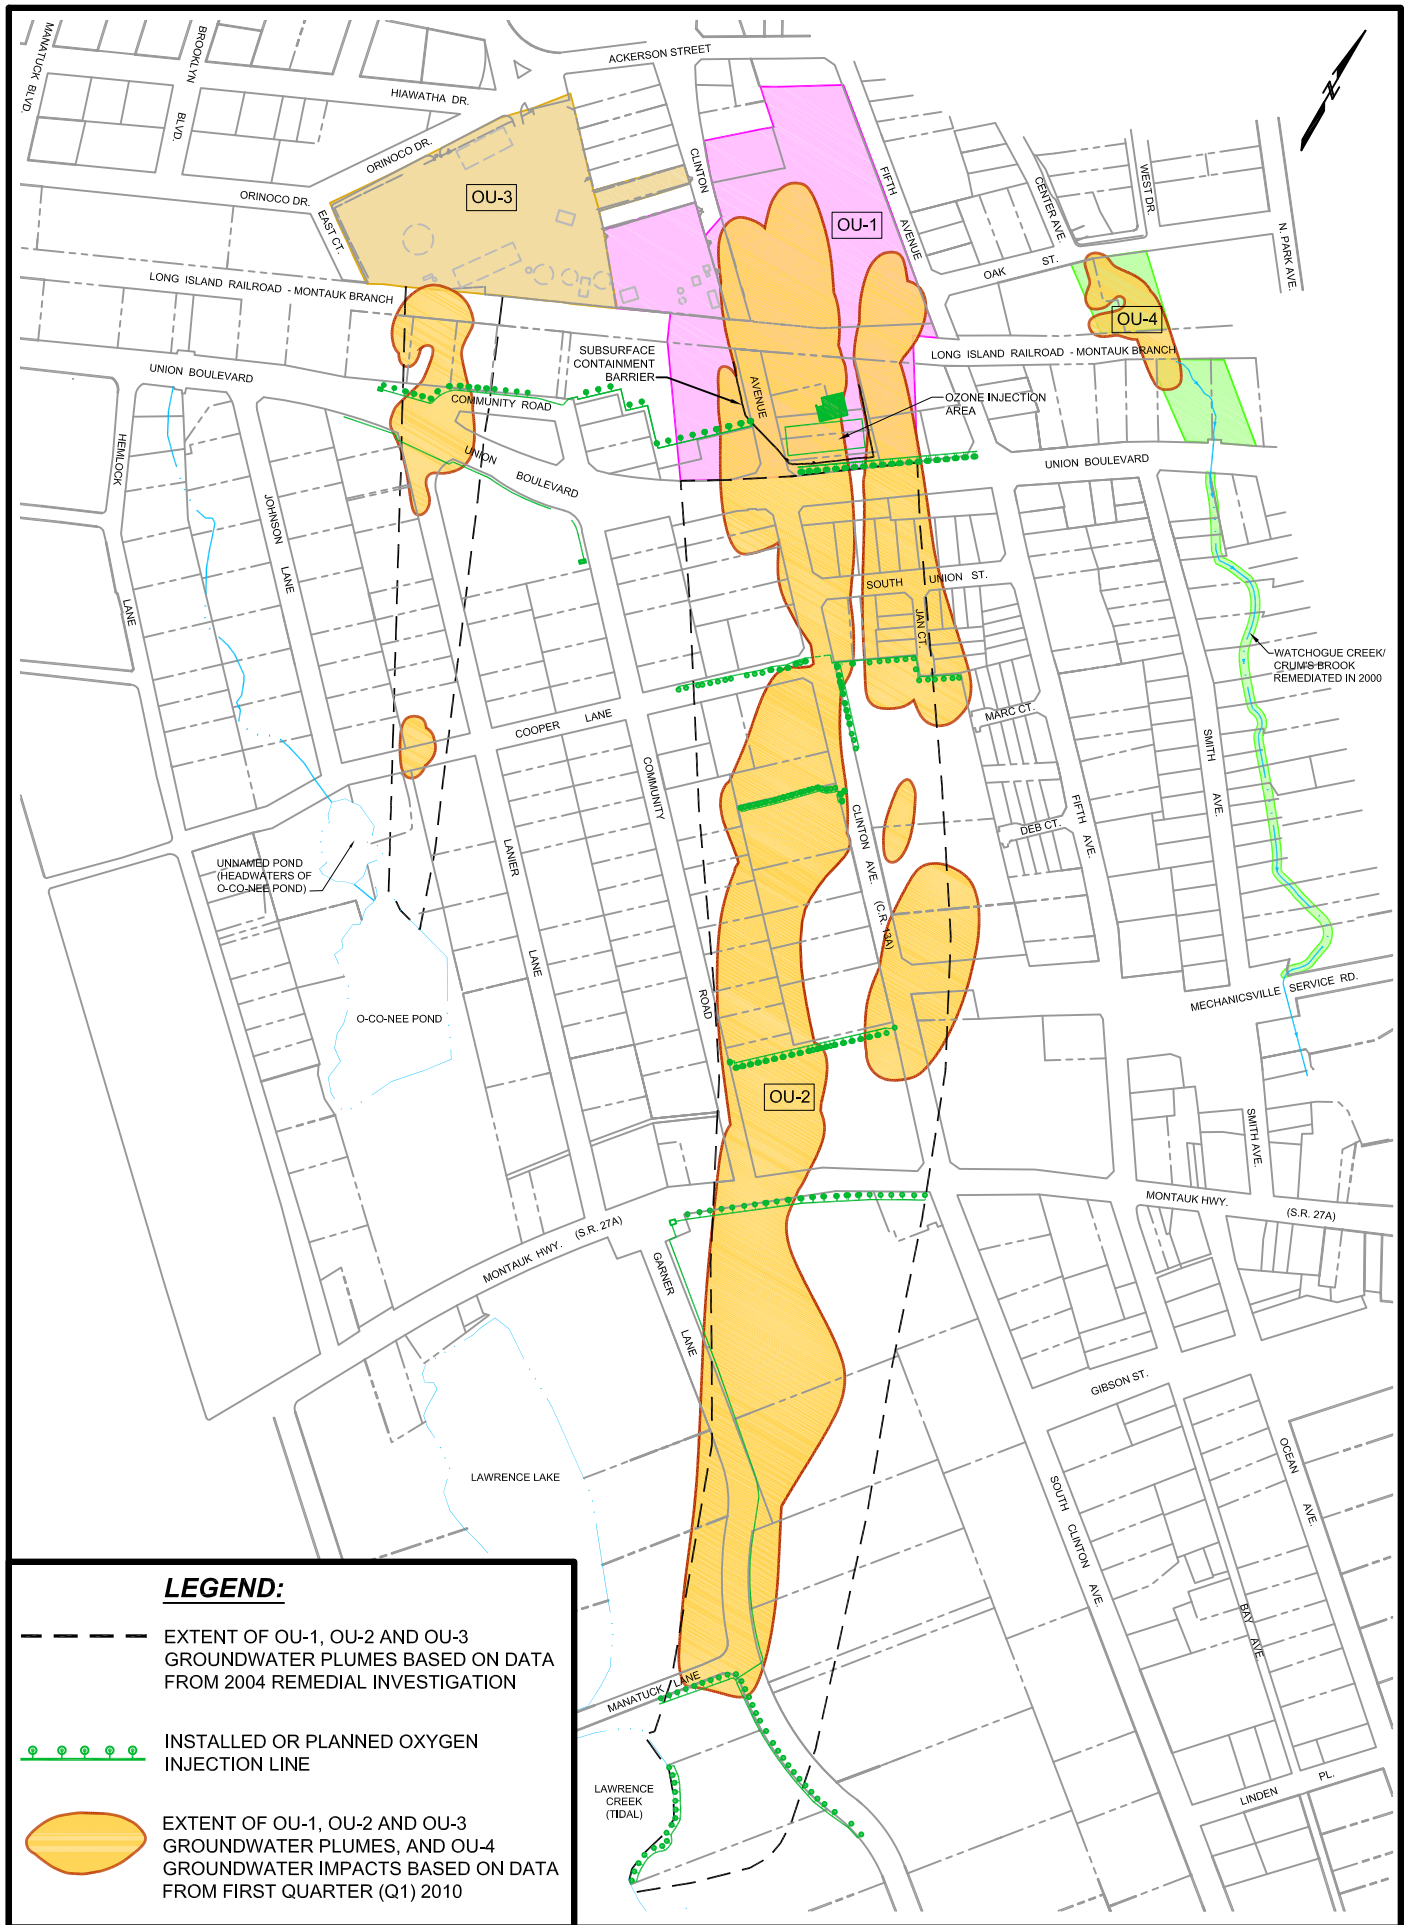 MANATUCK BLVD.
BROOKLYN
BLVD.
ACKERSON STREET
HIAWATHA DR.
ORINOCO DR.
ORINOCO DR.
EAST CT.
OU-3
CLINTON
OU-1
FIFTH
AVENUE
CENTER AVE.
WEST DR.
N. PARK AVE.
N
OAK ST.
OU-4
LONG ISLAND RAILROAD - MONTAUK BRANCH
LONG ISLAND RAILROAD - MONTAUK BRANCH
SUBSURFACE
CONTAINMENT
BARRIER
AVENUE
OZONE INJECTION
AREA
UNION BOULEVARD
COMMUNITY ROAD
UNION
BOULEVARD
UNION BOULEVARD
HEMLOCK
LANE
JOHNSON
LANE
SOUTH UNION ST.
JAN CT.
WATCHOGUE CREEK/
CRUM'S BROOK
REMEDIATED IN 2000
MARC CT.
COOPER LANE
COMMUNITY
ROAD
SMITH
AVE.
FIFTH AVE.
DEB CT.
CLINTON AVE. (C.R. 13A)
LANIER
LANE
UNNAMED POND
(HEADWATERS OF
O-CO-NEE POND)
O-CO-NEE POND
MECHANICSVILLE SERVICE RD.
OU-2
SMITH AVE.
MONTAUK HWY. (S.R. 27A)
MONTAUK HWY. (S.R. 27A)
GARNER
LANE
GIBSON ST.
LAWRENCE LAKE
SOUTH CLINTON AVE.
OCEAN
AVE.
BAY AVE.
MANATUCK LANE
LAWRENCE
CREEK
(TIDAL)
LINDEN PL.
LEGEND:
EXTENT OF OU-1, OU-2 AND OU-3
GROUNDWATER PLUMES BASED ON DATA
FROM 2004 REMEDIAL INVESTIGATION
INSTALLED OR PLANNED OXYGEN
INJECTION LINE
EXTENT OF OU-1, OU-2 AND OU-3
GROUNDWATER PLUMES, AND OU-4
GROUNDWATER IMPACTS BASED ON DATA
FROM FIRST QUARTER (Q1) 2010